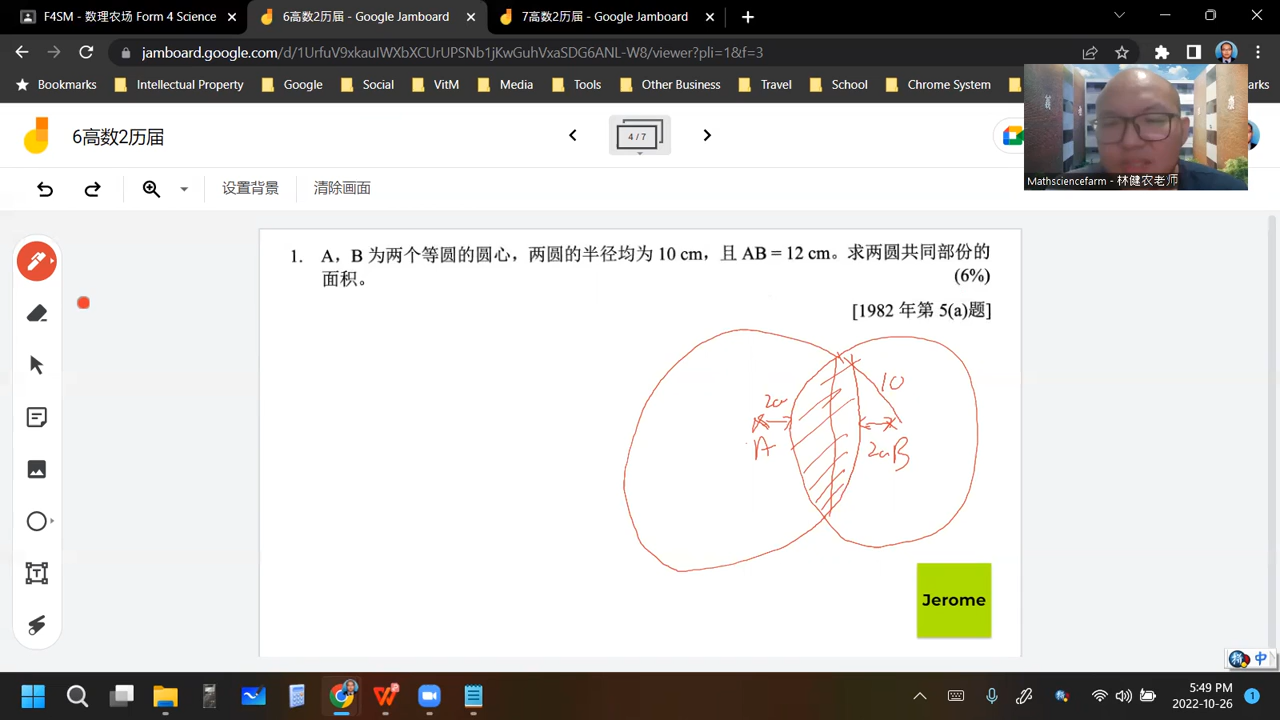 F4SM - 数理农场 Form 4 Science
6高数2历届 - Google Jamboard
7高数2历届 - Google Jamboard
jamboard.google.com/d/1UrfuV9xkauIWXbXCUrUPSNb1jKwGuhVxaSDG6ANL-W8/viewer?pli=1&f=3
Bookmarks
Intellectual Property
Google
Social
VitM
Media
Tools
Other Business
Travel
School
Chrome System
arks
6高数2历届
4 / 7
Mathsciencefarm - 林健农老师
设置背景
清除画面
1. A，B 为两个等圆的圆心，两圆的半径均为 10 cm，且 AB = 12 cm。求两圆共同部份的
面积。
(6%)
[1982 年第 5(a)题]
10
2cm
A
B
Jerome
中
5:49 PM
2022-10-26
1